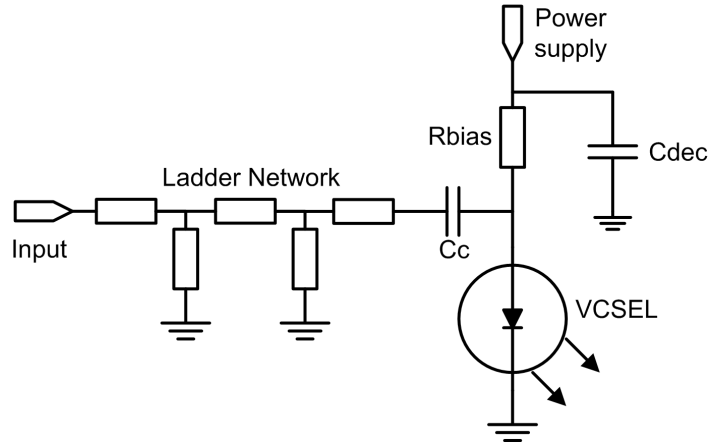 Power
supply
Rbias
Cdec
Ladder Network
Input
Cc
VCSEL